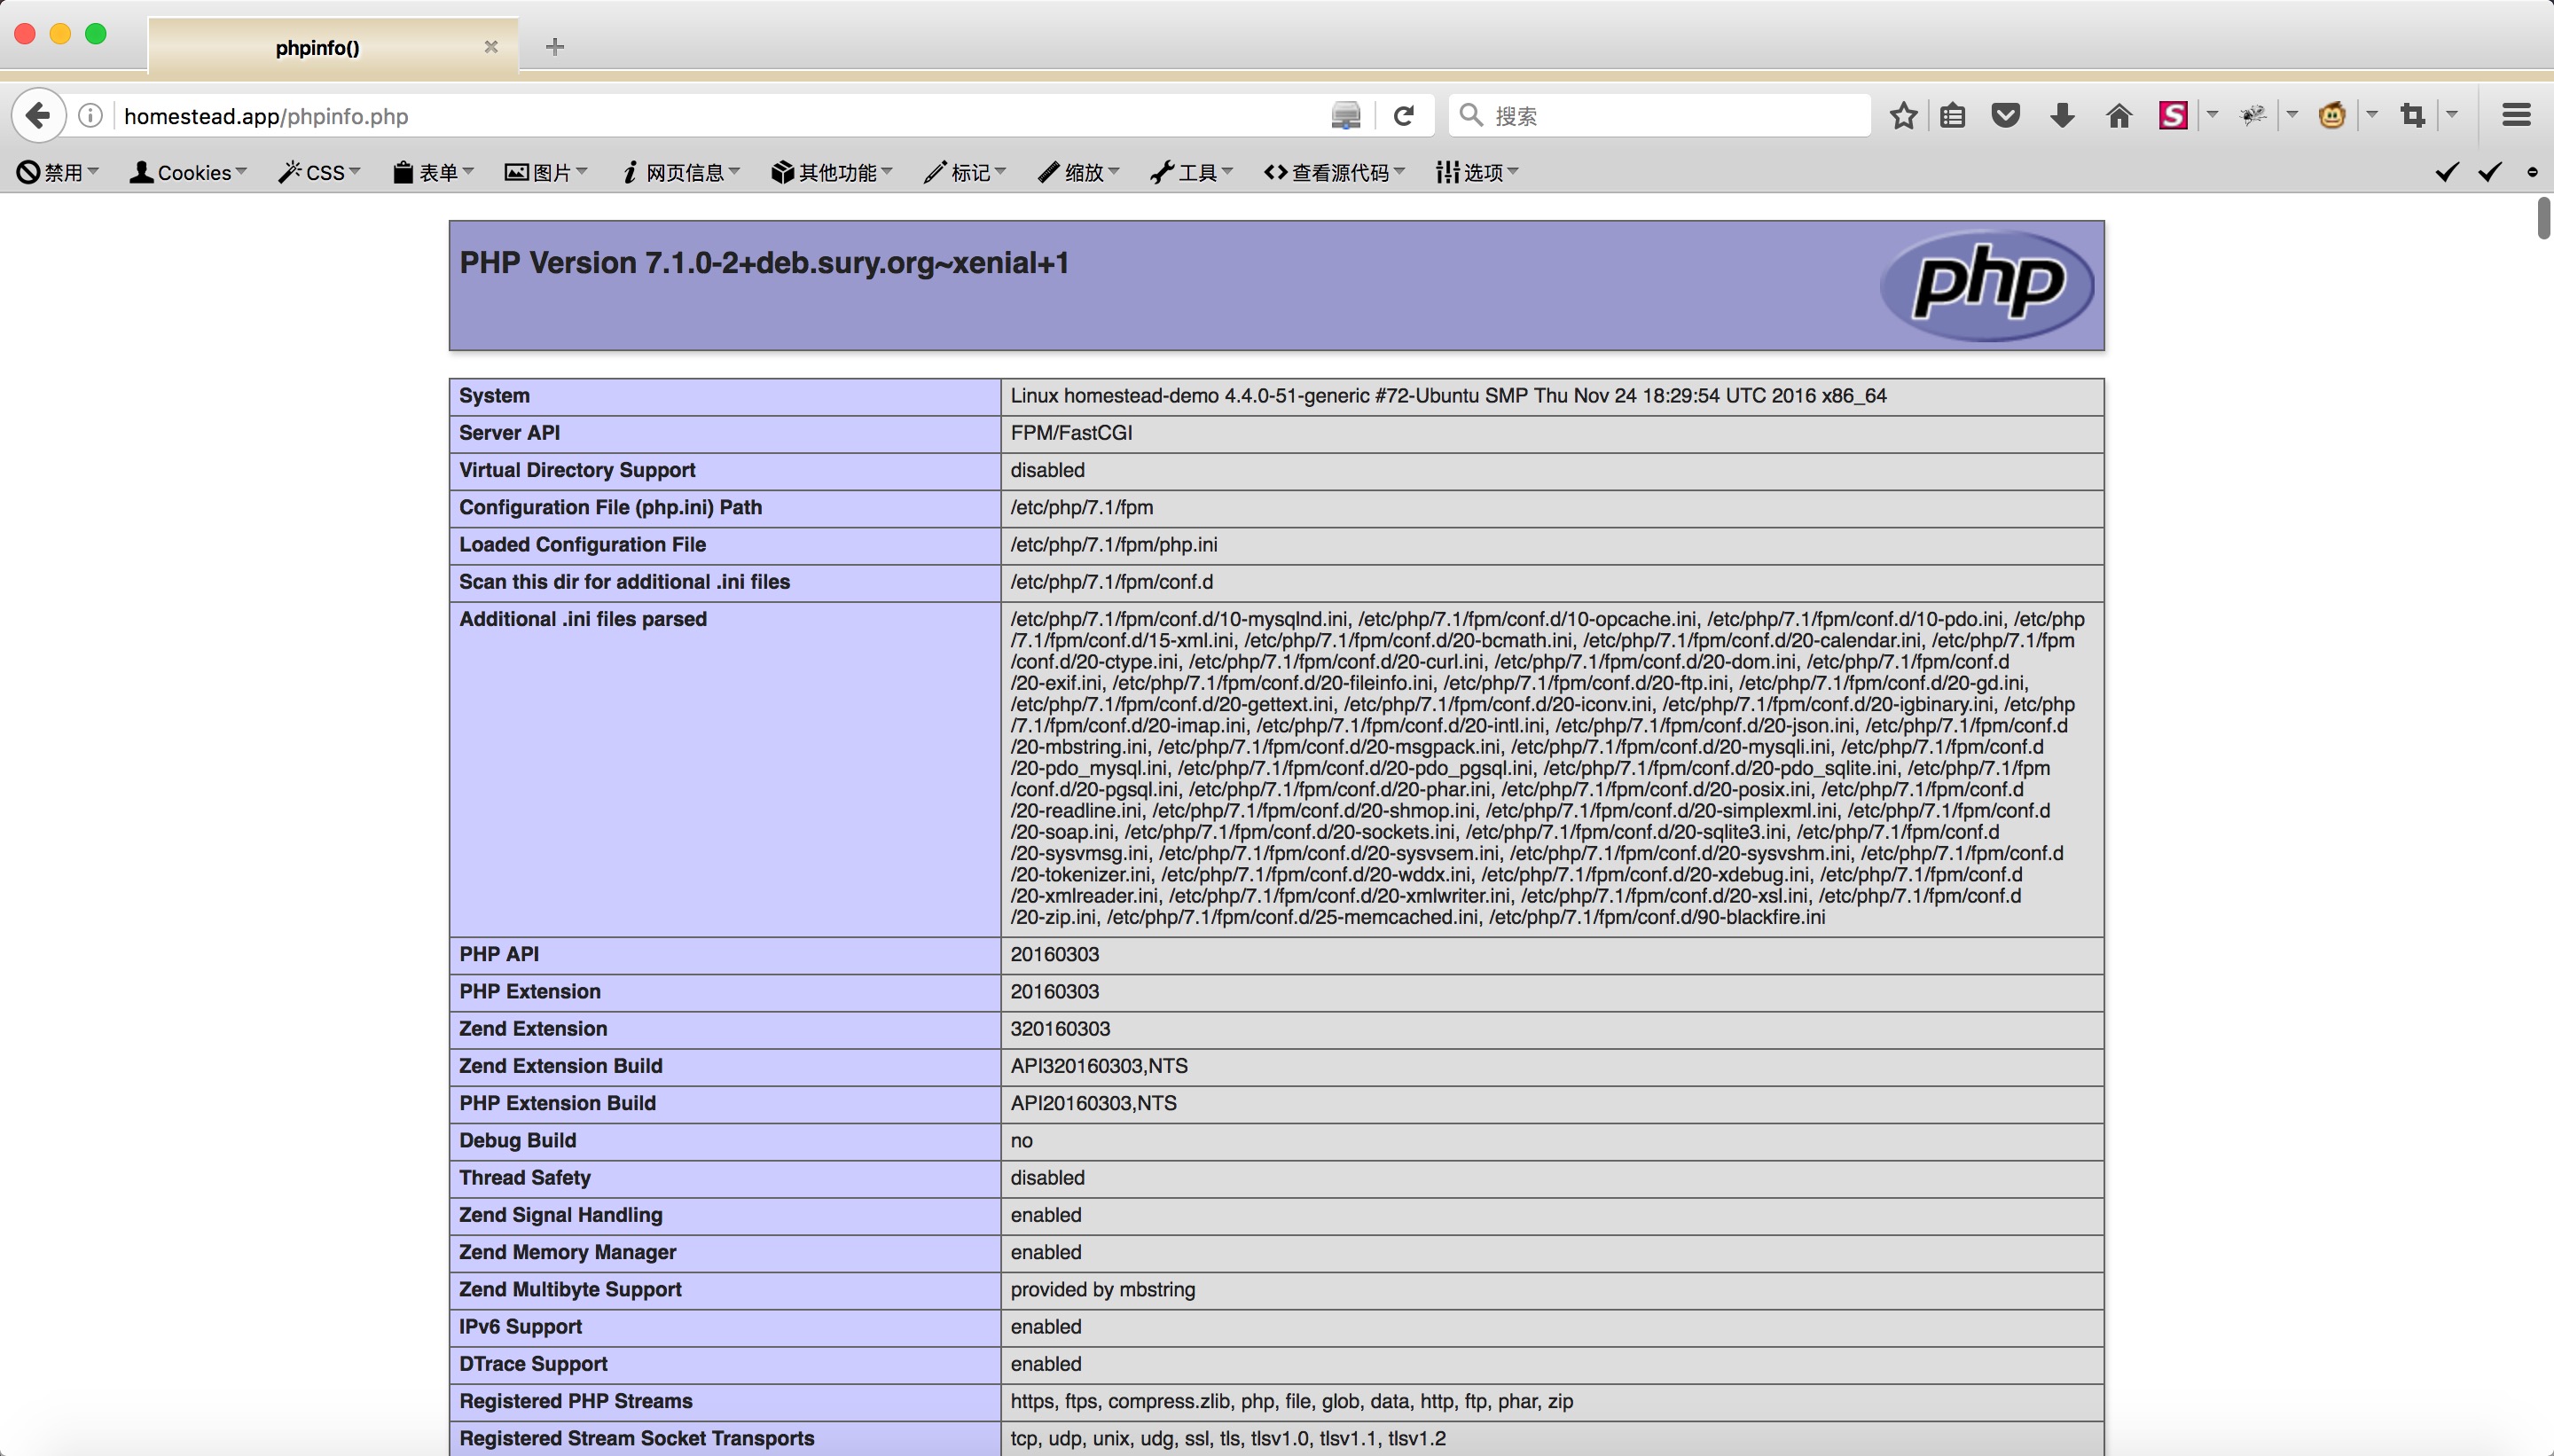 phpinfo()
homestead.app/phpinfo.php
搜索
禁用 Cookies CSS 表单 图片 网页信息 其他功能 标记 缩放 工具 查看源代码 选项
PHP Version 7.1.0-2+deb.sury.org~xenial+1
php
System Linux homestead-demo 4.4.0-51-generic #72-Ubuntu SMP Thu Nov 24 18:29:54 UTC 2016 x86_64
Server API FPM/FastCGI
Virtual Directory Support disabled
Configuration File (php.ini) Path /etc/php/7.1/fpm
Loaded Configuration File /etc/php/7.1/fpm/php.ini
Scan this dir for additional .ini files /etc/php/7.1/fpm/conf.d
Additional .ini files parsed /etc/php/7.1/fpm/conf.d/10-mysqlnd.ini, /etc/php/7.1/fpm/conf.d/10-opcache.ini, /etc/php/7.1/fpm/conf.d/10-pdo.ini, /etc/php
/7.1/fpm/conf.d/15-xml.ini, /etc/php/7.1/fpm/conf.d/20-bcmath.ini, /etc/php/7.1/fpm/conf.d/20-calendar.ini, /etc/php/7.1/fpm
/conf.d/20-ctype.ini, /etc/php/7.1/fpm/conf.d/20-curl.ini, /etc/php/7.1/fpm/conf.d/20-dom.ini, /etc/php/7.1/fpm/conf.d
/20-exif.ini, /etc/php/7.1/fpm/conf.d/20-fileinfo.ini, /etc/php/7.1/fpm/conf.d/20-ftp.ini, /etc/php/7.1/fpm/conf.d/20-gd.ini,
/etc/php/7.1/fpm/conf.d/20-gettext.ini, /etc/php/7.1/fpm/conf.d/20-iconv.ini, /etc/php/7.1/fpm/conf.d/20-igbinary.ini, /etc/php
/7.1/fpm/conf.d/20-imap.ini, /etc/php/7.1/fpm/conf.d/20-intl.ini, /etc/php/7.1/fpm/conf.d/20-json.ini, /etc/php/7.1/fpm/conf.d
/20-mbstring.ini, /etc/php/7.1/fpm/conf.d/20-msgpack.ini, /etc/php/7.1/fpm/conf.d/20-mysqli.ini, /etc/php/7.1/fpm/conf.d
/20-pdo_mysql.ini, /etc/php/7.1/fpm/conf.d/20-pdo_pgsql.ini, /etc/php/7.1/fpm/conf.d/20-pdo_sqlite.ini, /etc/php/7.1/fpm
/conf.d/20-pgsql.ini, /etc/php/7.1/fpm/conf.d/20-phar.ini, /etc/php/7.1/fpm/conf.d/20-posix.ini, /etc/php/7.1/fpm/conf.d
/20-readline.ini, /etc/php/7.1/fpm/conf.d/20-shmop.ini, /etc/php/7.1/fpm/conf.d/20-simplexml.ini, /etc/php/7.1/fpm/conf.d
/20-soap.ini, /etc/php/7.1/fpm/conf.d/20-sockets.ini, /etc/php/7.1/fpm/conf.d/20-sqlite3.ini, /etc/php/7.1/fpm/conf.d
/20-sysvmsg.ini, /etc/php/7.1/fpm/conf.d/20-sysvsem.ini, /etc/php/7.1/fpm/conf.d/20-sysvshm.ini, /etc/php/7.1/fpm/conf.d
/20-tokenizer.ini, /etc/php/7.1/fpm/conf.d/20-wddx.ini, /etc/php/7.1/fpm/conf.d/20-xdebug.ini, /etc/php/7.1/fpm/conf.d
/20-xmlreader.ini, /etc/php/7.1/fpm/conf.d/20-xmlwriter.ini, /etc/php/7.1/fpm/conf.d/20-xsl.ini, /etc/php/7.1/fpm/conf.d
/20-zip.ini, /etc/php/7.1/fpm/conf.d/25-memcached.ini, /etc/php/7.1/fpm/conf.d/90-blackfire.ini
PHP API 20160303
PHP Extension 20160303
Zend Extension 320160303
Zend Extension Build API320160303,NTS
PHP Extension Build API20160303,NTS
Debug Build no
Thread Safety disabled
Zend Signal Handling enabled
Zend Memory Manager enabled
Zend Multibyte Support provided by mbstring
IPv6 Support enabled
DTrace Support enabled
Registered PHP Streams https, ftps, compress.zlib, php, file, glob, data, http, ftp, phar, zip
Registered Stream Socket Transports tcp, udp, unix, udg, ssl, tls, tlsv1.0, tlsv1.1, tlsv1.2